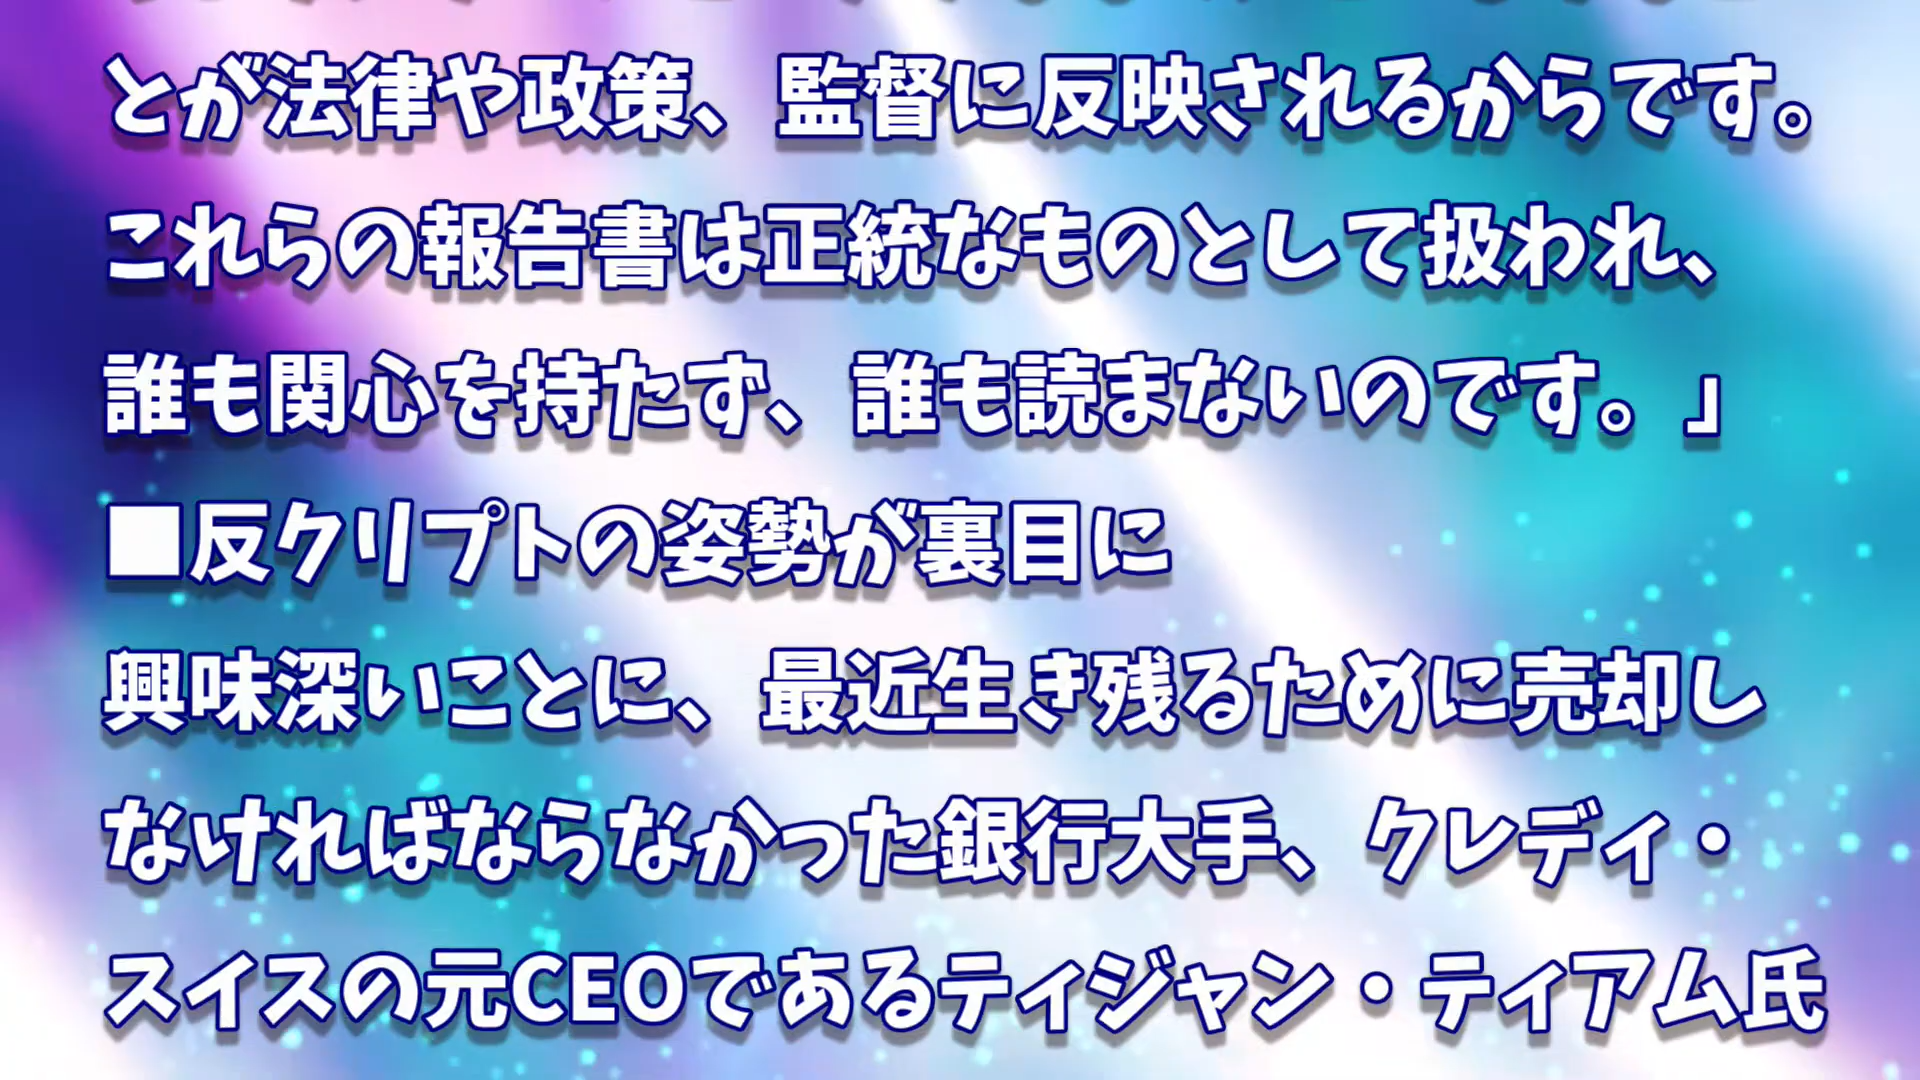 とが法律や政策、監督に反映されるからです。
これらの報告書は正統なものとして扱われ、
誰も関心を持たず、誰も読まないのです。」
■反クリプトの姿勢が裏目に
興味深いことに、最近生き残るために売却し
なければならなかった銀行大手、クレディ・
スイスの元CEOであるティジャン・ティアム氏